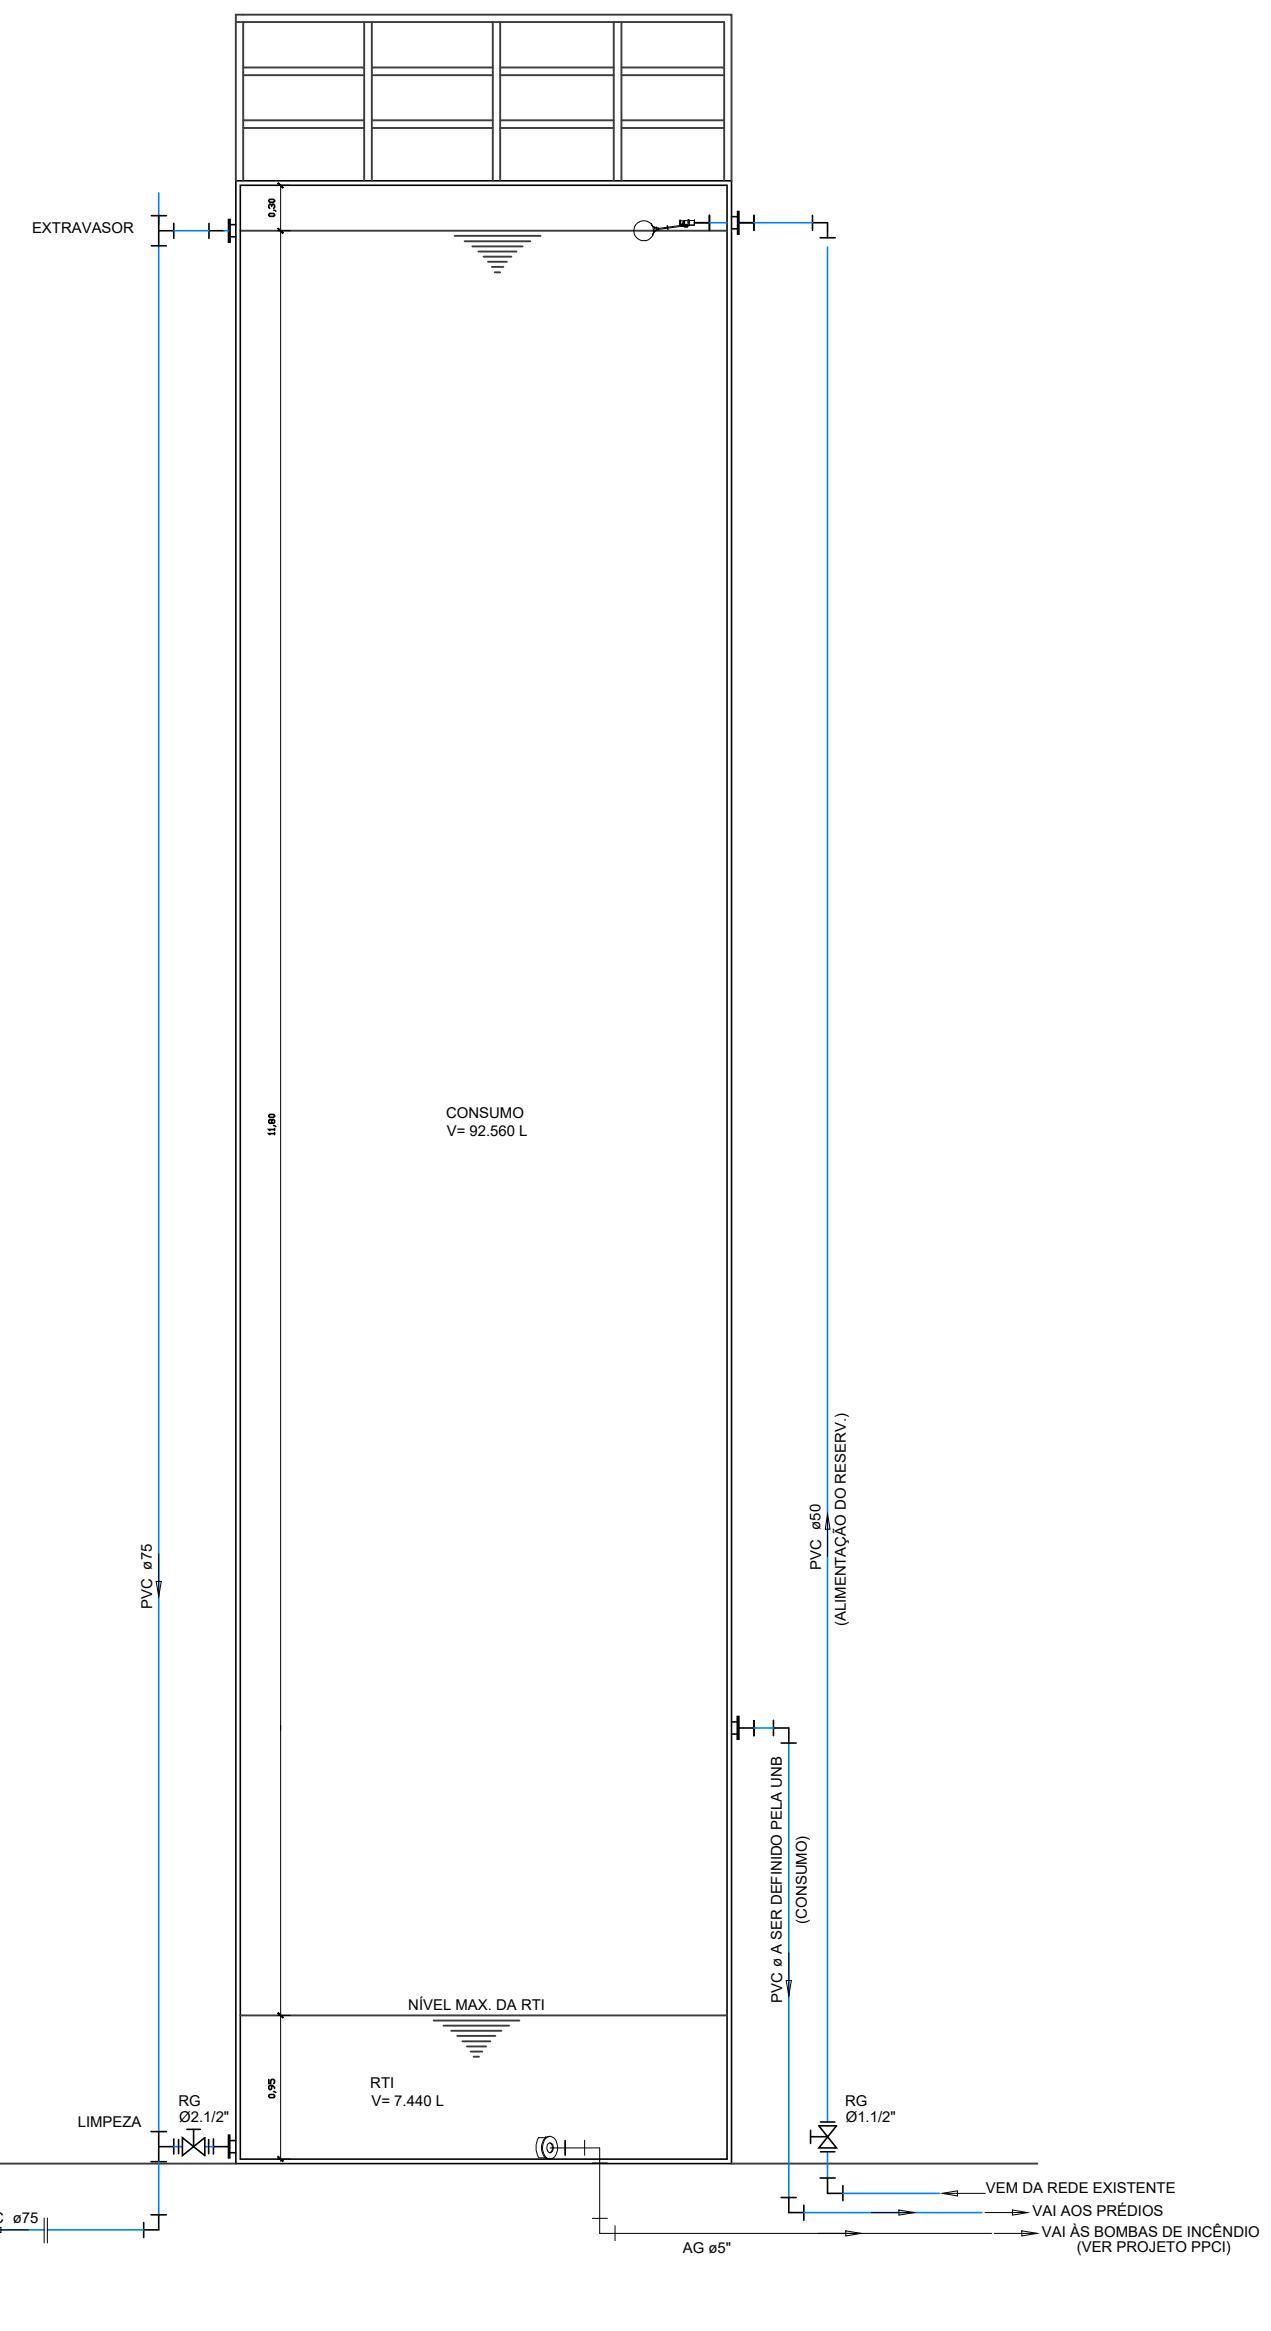 0,30
EXTRAVASOR
CONSUMO
V= 92.560 L
11,80
PVC ø75
PVC ø50
(ALIMENTAÇÃO DO RESERV.)
PVC ø A SER DEFINIDO PELA UNB
(CONSUMO)
NÍVEL MAX. DA RTI
RTI
V= 7.440 L
0,95
RG
Ø2.1/2"
LIMPEZA
RG
Ø1.1/2"
VEM DA REDE EXISTENTE
VAI AOS PRÉDIOS
C ø75
VAI ÀS BOMBAS DE INCÊNDIO
(VER PROJETO PPCI)
AG ø5"